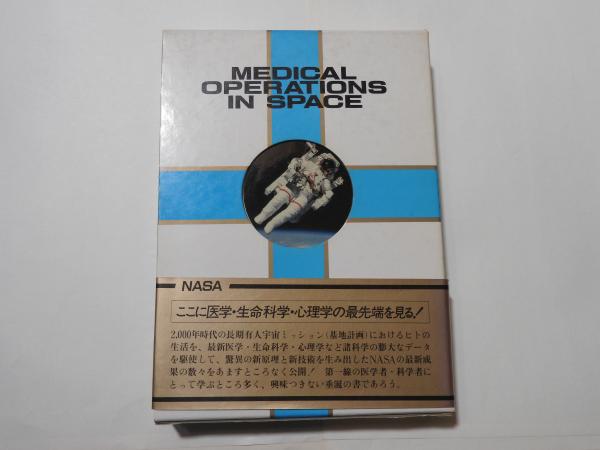 MEDICAL
OPERATIONS
IN SPACE
NASA
ここに医学・生命科学・心理学の最先端を見る!
2,000年時代の長期有人宇宙ミッション(基地計画)におけるヒトの
生活を、最新医学・生命科学・心理学など諸科学の膨大なデータ
を駆使して、驚異の新原理と新技術を生み出したNASAの最新成
果の数々をあますところなく公開! 第一線の医学者・科学者に
とって学ぶところ多く、興味つきない垂涎の書であろう。